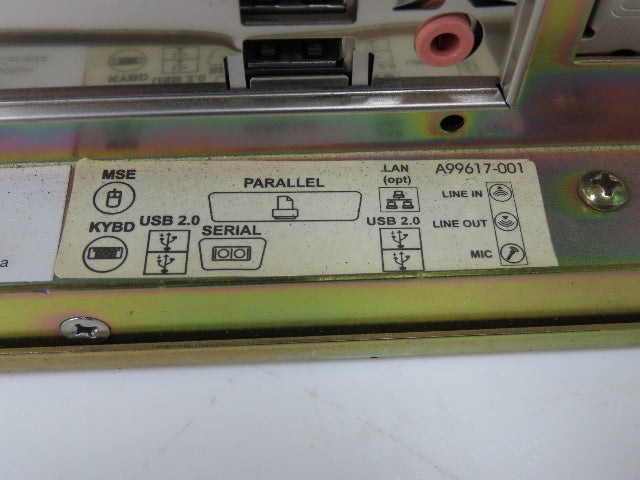 KYBD USB 2.0
MSE
PARALLEL
LAN
(opt)
A99617-001
LINE IN
KYBD
USB 2.0
SERIAL
USB 2.0
LINE OUT
MIC
a